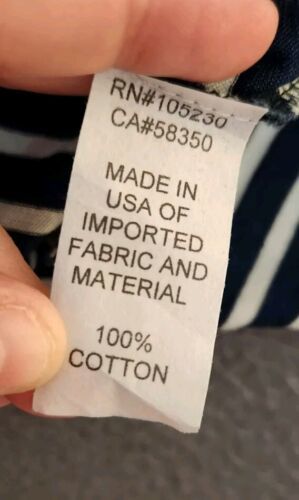 RN#105230
CA#58350
MADE IN
USA OF
IMPORTED
FABRIC AND
MATERIAL
100%
COTTON